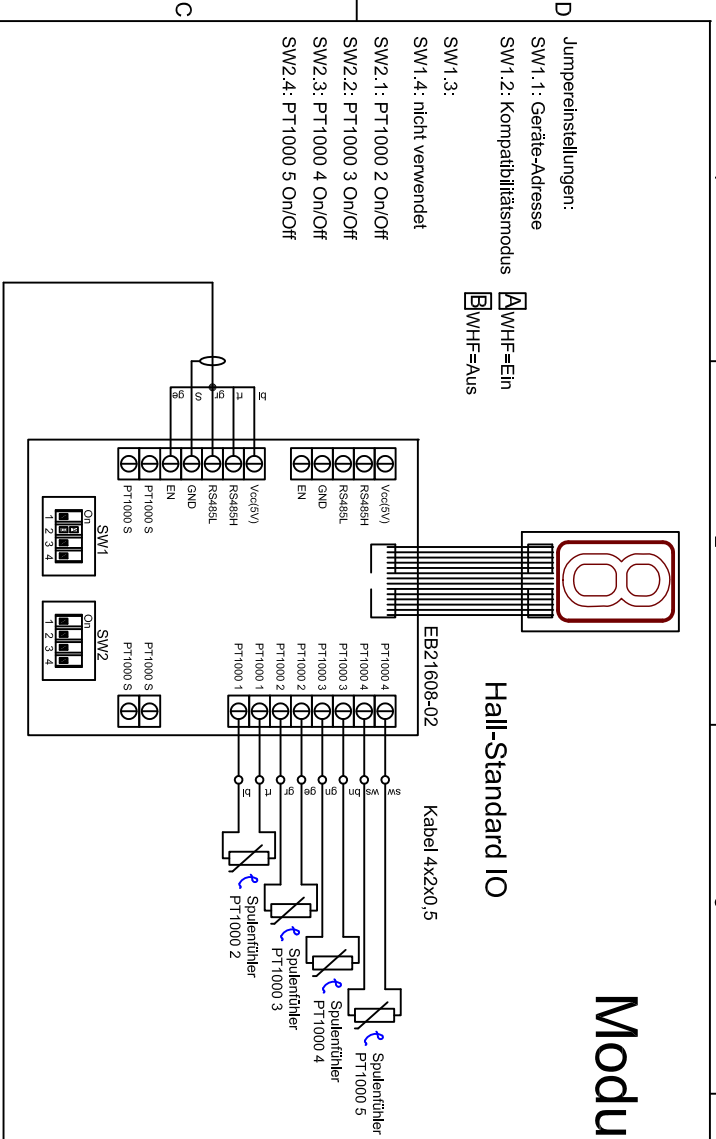 C
D
Modu
Hall-Standard IO
Jumpereinstellungen:
SW1.1: Geräte-Adresse
SW1.2: Kompatibilitätsmodus
A WHF=Ein
B WHF=Aus
SW1.3:
SW1.4: nicht verwendet
SW2.1: PT1000 2 On/Off
SW2.2: PT1000 3 On/Off
SW2.3: PT1000 4 On/Off
SW2.4: PT1000 5 On/Off
EB21608-02
Kabel 4x2x0,5
Vcc(5V)
RS485H
RS485L
GND
EN
bl
rt
gr
S
ge
Vcc(5V)
RS485H
RS485L
GND
EN
PT1000 S
PT1000 S
SW1
On
1 2 3 4
SW2
On
1 2 3 4
PT1000 4
PT1000 4
PT1000 3
PT1000 3
PT1000 2
PT1000 2
PT1000 1
PT1000 1
PT1000 S
PT1000 S
sw
ws
bn
gn
ge
gr
rt
bl
Spulenfühler
PT1000 5
Spulenfühler
PT1000 4
Spulenfühler
PT1000 3
Spulenfühler
PT1000 2